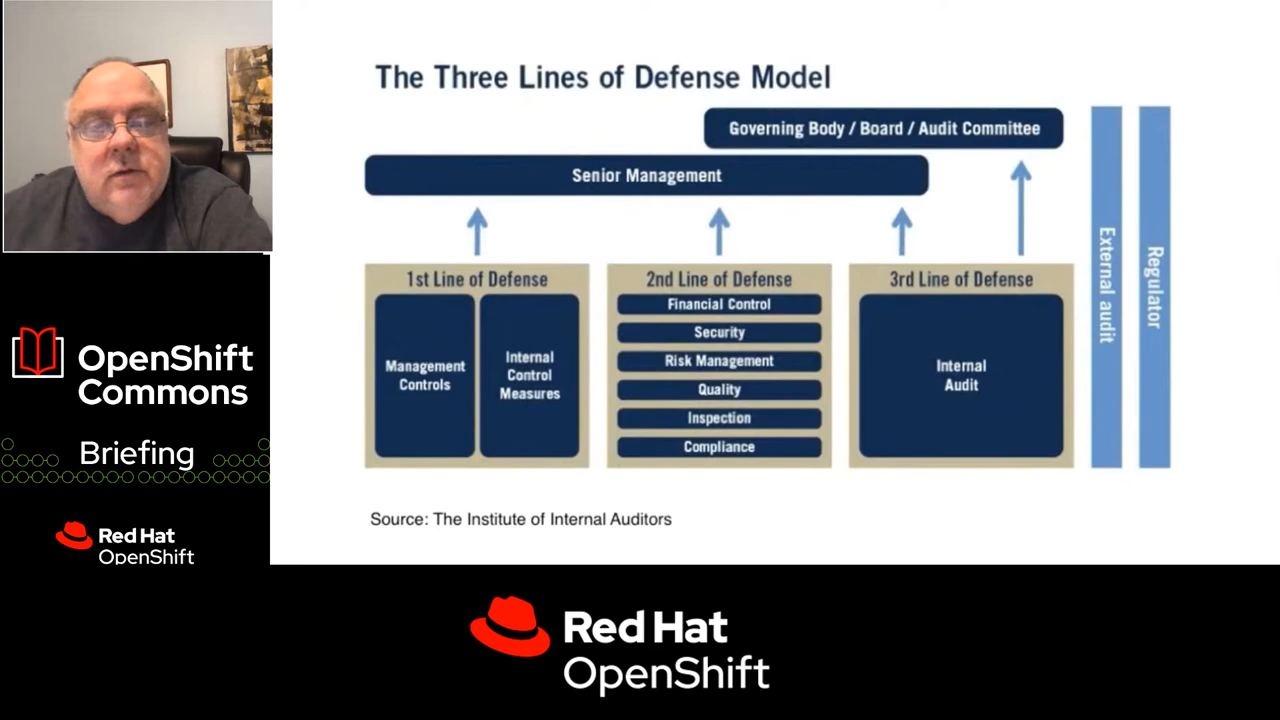 The Three Lines of Defense Model
Governing Body / Board / Audit Committee
Senior Management
1st Line of Defense
Management
Controls
Internal
Control
Measures
2nd Line of Defense
Financial Control
Security
Risk Management
Quality
Inspection
Compliance
3rd Line of Defense
Internal
Audit
External audit
Regulator
Source: The Institute of Internal Auditors
OpenShift
Commons
Briefing
Red Hat
OpenShift
Red Hat
OpenShift